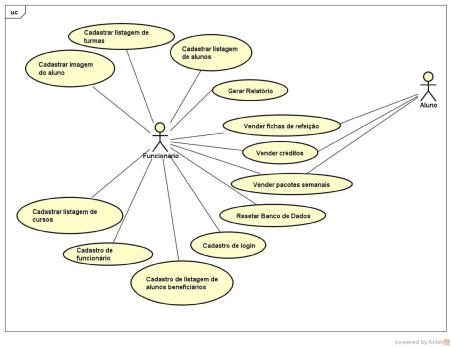 uc
Cadastrar listagem de
turmas
Cadastrar listagem
de alunos
Cadastrar imagem
do aluno
Gerar Relatório
Aluno
Vender fichas de refeição
Funcionário
Vender créditos
Vender pacotes semanais
Cadastrar listagem de
cursos
Resetar Banco de Dados
Cadastro de login
Cadastro de
funcionário
Cadastro de listagem de
alunos beneficiários
powered by Astah